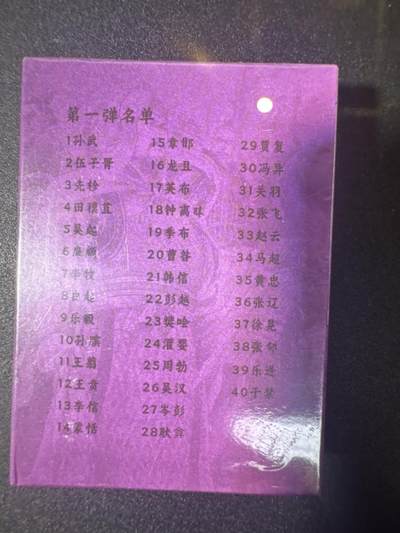 第一弹名单
1孙武
2伍子胥
3先轸
4田穰苴
5吴起
6廉颇
7李牧
8白起
9乐毅
10孙膑
11王翦
12王贲
13李信
14蒙恬
15章邯
16龙且
17英布
18钟离昧
19季布
20曹咎
21韩信
22彭越
23樊哙
24灌婴
25周勃
26吴汉
27岑彭
28耿弇
29贾复
30冯异
31关羽
32张飞
33赵云
34马超
35黄忠
36张辽
37徐晃
38张郃
39乐进
40于禁